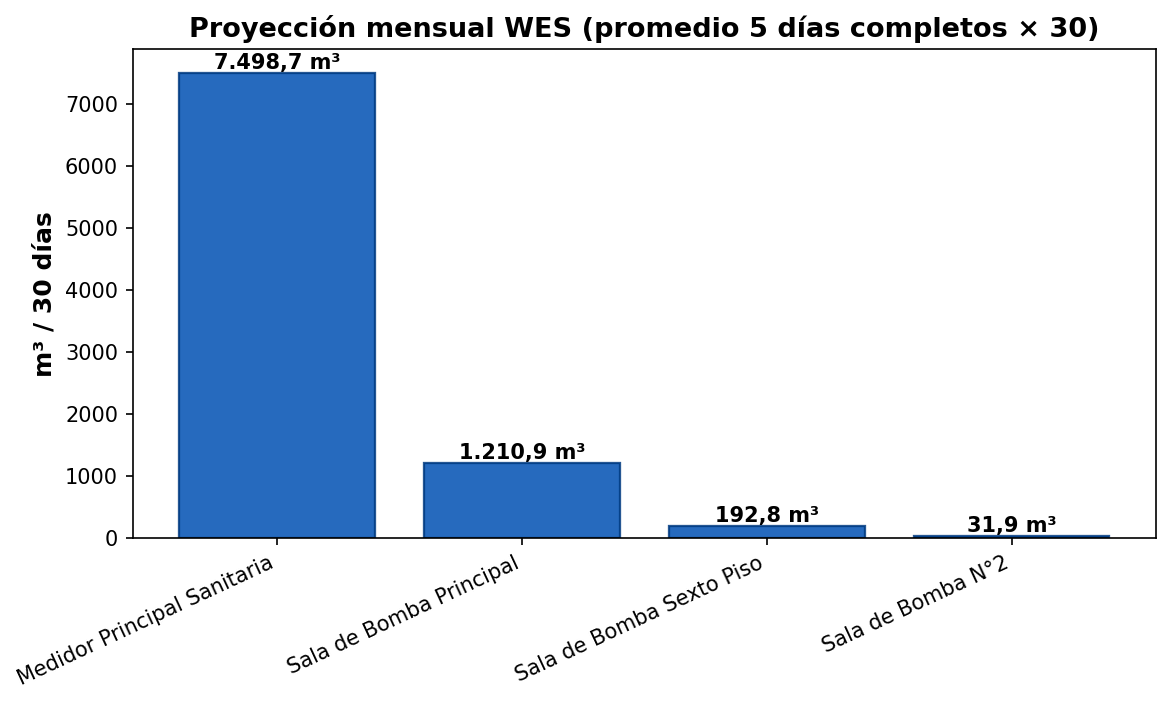 Proyección mensual WES (promedio 5 días completos × 30)
7.498,7 m³
1.210,9 m³
192,8 m³
31,9 m³
m³ / 30 días
7000
6000
5000
4000
3000
2000
1000
0
Medidor Principal Sanitaria
Sala de Bomba Principal
Sala de Bomba Sexto Piso
Sala de Bomba N°2